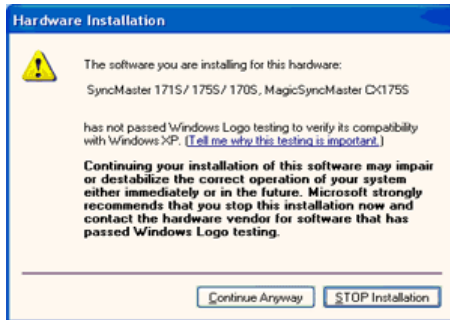 Hardware Installation
The software you are installing for this hardware:
SyncMaster 171S/ 175S/ 170S, MagicSyncMaster CX175S
has not passed Windows Logo testing to verify its compatibility
with Windows XP. (Tell me why this testing is important.)
Continuing your installation of this software may impair
or destabilize the correct operation of your system
either immediately or in the future. Microsoft strongly
recommends that you stop this installation now and
contact the hardware vendor for software that has
passed Windows Logo testing.
Continue Anyway
STOP Installation